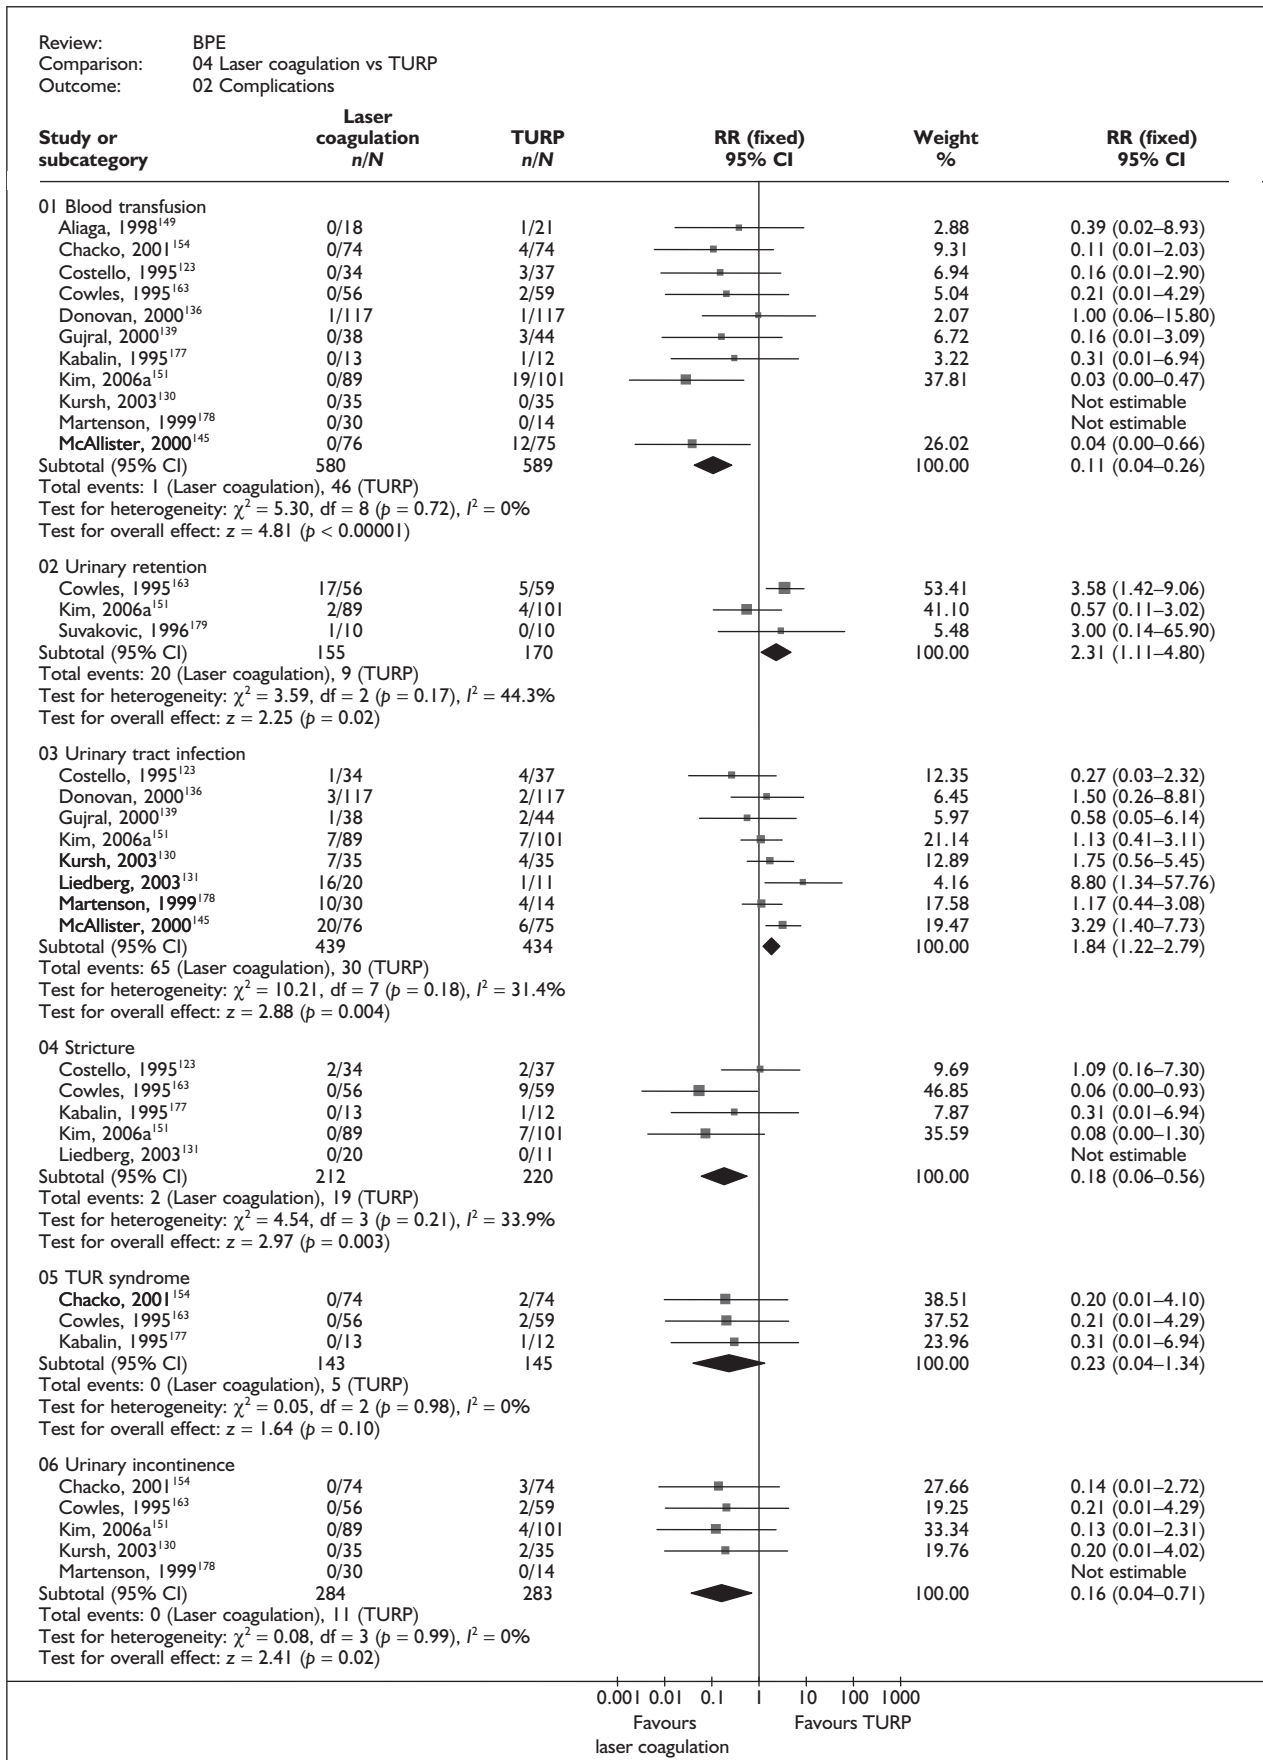 Review: BPE
Comparison: 04 Laser coagulation vs TURP
Outcome: 02 Complications
Study or subcategory Laser coagulation n/N TURP n/N RR (fixed) 95% CI Weight % RR (fixed) 95% CI
01 Blood transfusion
Aliaga, 1998149 0/18 1/21 2.88 0.39 (0.02–8.93)
Chacko, 2001154 0/74 4/74 9.31 0.11 (0.01–2.03)
Costello, 1995123 0/34 3/37 6.94 0.16 (0.01–2.90)
Cowles, 1995163 0/56 2/59 5.04 0.21 (0.01–4.29)
Donovan, 2000136 1/117 1/117 2.07 1.00 (0.06–15.80)
Gujral, 2000139 0/38 3/44 6.72 0.16 (0.01–3.09)
Kabalin, 1995177 0/13 1/12 3.22 0.31 (0.01–6.94)
Kim, 2006a151 0/89 19/101 37.81 0.03 (0.00–0.47)
Kursh, 2003130 0/35 0/35 Not estimable
Martenson, 1999178 0/30 0/14 Not estimable
McAllister, 2000145 0/76 12/75 26.02 0.04 (0.00–0.66)
Subtotal (95% CI) 580 589 100.00 0.11 (0.04–0.26)
Total events: 1 (Laser coagulation), 46 (TURP)
Test for heterogeneity: χ2 = 5.30, df = 8 (p = 0.72), I2 = 0%
Test for overall effect: z = 4.81 (p < 0.00001)
02 Urinary retention
Cowles, 1995163 17/56 5/59 53.41 3.58 (1.42–9.06)
Kim, 2006a151 2/89 4/101 41.10 0.57 (0.11–3.02)
Suvakovic, 1996179 1/10 0/10 5.48 3.00 (0.14–65.90)
Subtotal (95% CI) 155 170 100.00 2.31 (1.11–4.80)
Total events: 20 (Laser coagulation), 9 (TURP)
Test for heterogeneity: χ2 = 3.59, df = 2 (p = 0.17), I2 = 44.3%
Test for overall effect: z = 2.25 (p = 0.02)
03 Urinary tract infection
Costello, 1995123 1/34 4/37 12.35 0.27 (0.03–2.32)
Donovan, 2000136 3/117 2/117 6.45 1.50 (0.26–8.81)
Gujral, 2000139 1/38 2/44 5.97 0.58 (0.05–6.14)
Kim, 2006a151 7/89 7/101 21.14 1.13 (0.41–3.11)
Kursh, 2003130 7/35 4/35 12.89 1.75 (0.56–5.45)
Liedberg, 2003131 16/20 1/11 4.16 8.80 (1.34–57.76)
Martenson, 1999178 10/30 4/14 17.58 1.17 (0.44–3.08)
McAllister, 2000145 20/76 6/75 19.47 3.29 (1.40–7.73)
Subtotal (95% CI) 439 434 100.00 1.84 (1.22–2.79)
Total events: 65 (Laser coagulation), 30 (TURP)
Test for heterogeneity: χ2 = 10.21, df = 7 (p = 0.18), I2 = 31.4%
Test for overall effect: z = 2.88 (p = 0.004)
04 Stricture
Costello, 1995123 2/34 2/37 9.69 1.09 (0.16–7.30)
Cowles, 1995163 0/56 9/59 46.85 0.06 (0.00–0.93)
Kabalin, 1995177 0/13 1/12 7.87 0.31 (0.01–6.94)
Kim, 2006a151 0/89 7/101 35.59 0.08 (0.00–1.30)
Liedberg, 2003131 0/20 0/11 Not estimable
Subtotal (95% CI) 212 220 100.00 0.18 (0.06–0.56)
Total events: 2 (Laser coagulation), 19 (TURP)
Test for heterogeneity: χ2 = 4.54, df = 3 (p = 0.21), I2 = 33.9%
Test for overall effect: z = 2.97 (p = 0.003)
05 TUR syndrome
Chacko, 2001154 0/74 2/74 38.51 0.20 (0.01–4.10)
Cowles, 1995163 0/56 2/59 37.52 0.21 (0.01–4.29)
Kabalin, 1995177 0/13 1/12 23.96 0.31 (0.01–6.94)
Subtotal (95% CI) 143 145 100.00 0.23 (0.04–1.34)
Total events: 0 (Laser coagulation), 5 (TURP)
Test for heterogeneity: χ2 = 0.05, df = 2 (p = 0.98), I2 = 0%
Test for overall effect: z = 1.64 (p = 0.10)
06 Urinary incontinence
Chacko, 2001154 0/74 3/74 27.66 0.14 (0.01–2.72)
Cowles, 1995163 0/56 2/59 19.25 0.21 (0.01–4.29)
Kim, 2006a151 0/89 4/101 33.34 0.13 (0.01–2.31)
Kursh, 2003130 0/35 2/35 19.76 0.20 (0.01–4.02)
Martenson, 1999178 0/30 0/14 Not estimable
Subtotal (95% CI) 284 283 100.00 0.16 (0.04–0.71)
Total events: 0 (Laser coagulation), 11 (TURP)
Test for heterogeneity: χ2 = 0.08, df = 3 (p = 0.99), I2 = 0%
Test for overall effect: z = 2.41 (p = 0.02)
0.001 0.01 0.1 1 10 100 1000
Favours laser coagulation Favours TURP